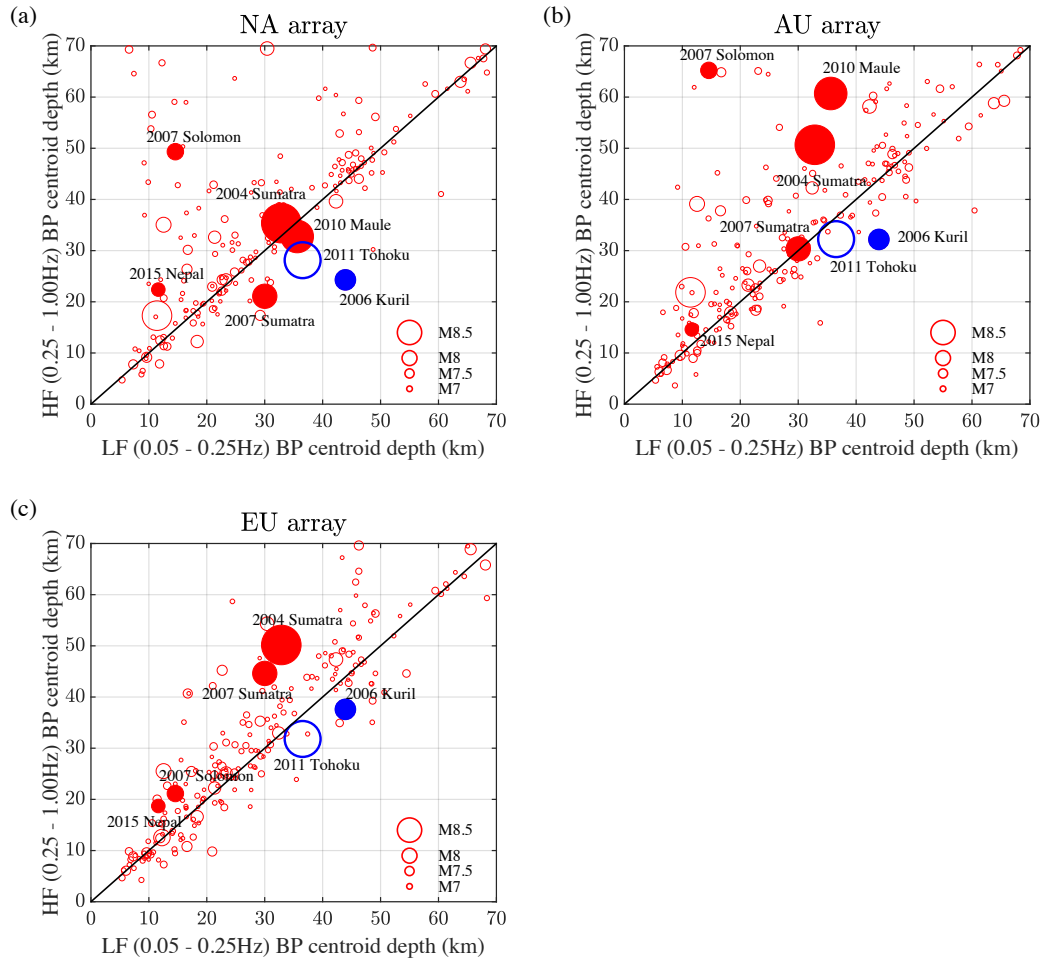 (a)
NA array
HF (0.25 - 1.00Hz) BP centroid depth (km)
70
60
50
40
30
20
10
0
2007 Solomon
2004 Sumatra
2010 Maule
2011 Tohoku
2015 Nepal
2006 Kuril
2007 Sumatra
M8.5
M8
M7.5
M7
0 10 20 30 40 50 60 70
LF (0.05 - 0.25Hz) BP centroid depth (km)
(b)
AU array
HF (0.25 - 1.00Hz) BP centroid depth (km)
70
60
50
40
30
20
10
0
2007 Solomon
2010 Maule
2004 Sumatra
2007 Sumatra
2006 Kuril
2011 Tohoku
2015 Nepal
M8.5
M8
M7.5
M7
0 10 20 30 40 50 60 70
LF (0.05 - 0.25Hz) BP centroid depth (km)
(c)
EU array
HF (0.25 - 1.00Hz) BP centroid depth (km)
70
60
50
40
30
20
10
0
2004 Sumatra
2007 Sumatra
2006 Kuril
2011 Tohoku
2007 Solomon
2015 Nepal
M8.5
M8
M7.5
M7
0 10 20 30 40 50 60 70
LF (0.05 - 0.25Hz) BP centroid depth (km)